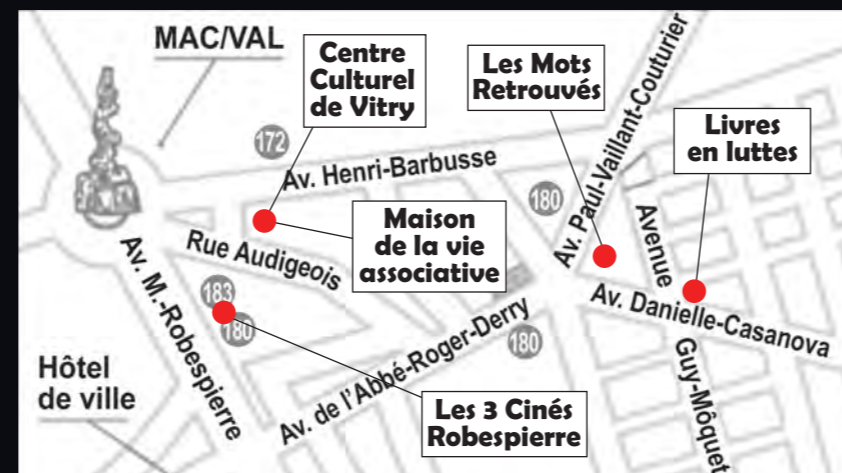 MAC/VAL
Centre
Culturel
de Vitry
Les Mots
Retrouvés
Av. Paul-Vaillant-Couturier
Livres
en luttes
172
Av. Henri-Barbusse
180
Maison
de la vie
associative
Rue Audigeois
Avenue
Guy-Môquet
Av. M.-Robespierre
183
180
Av. Danielle-Casanova
Av. de l'Abbé-Roger-Derry
180
Hôtel
de ville
Les 3 Cinés
Robespierre